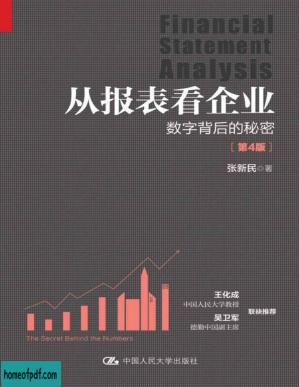 Financial
Statement
Analysis
从报表看企业
数字背后的秘密
[第4版]
张新民 著
王化成
中国人民大学教授
吴卫军
德勤中国副主席
联袂推荐
The Secret Behind the Numbers
中国人民大学出版社
homeofpdf.com